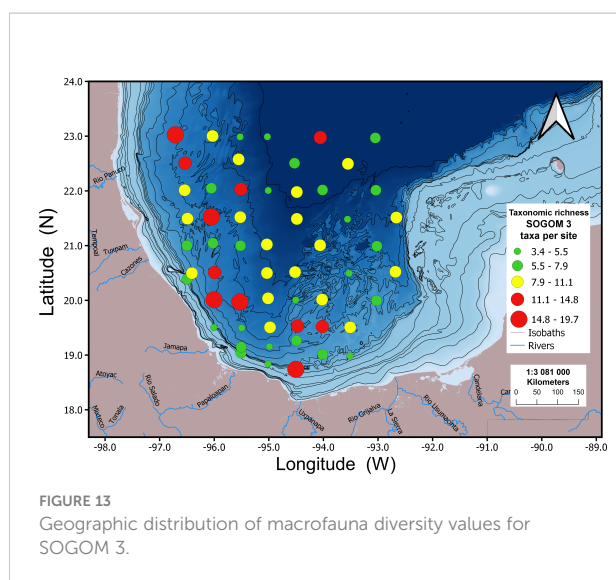 24.0
23.0
22.0
21.0
20.0
19.0
18.0
Latitude (N)
-98.0
-97.0
-96.0
-95.0
-94.0
-93.0
-92.0
-91.0
-90.0
-89.0
Longitude (W)
Río Panuco
Temporal
Tuxpam
Cazones
Jamapa
Atoyac
Río Salado
Papaloapan
Tonala
Uzpanapa
Río Grijalva
La Sierra
Río Usumacinta
Candelaria
Taxonomic richness
SOGOM 3
taxa per site
3.4 - 5.5
5.5 - 7.9
7.9 - 11.1
11.1 - 14.8
14.8 - 19.7
Isobaths
Rivers
1:3 081 000
Kilometers
0 50 100 150
FIGURE 13
Geographic distribution of macrofauna diversity values for
SOGOM 3.